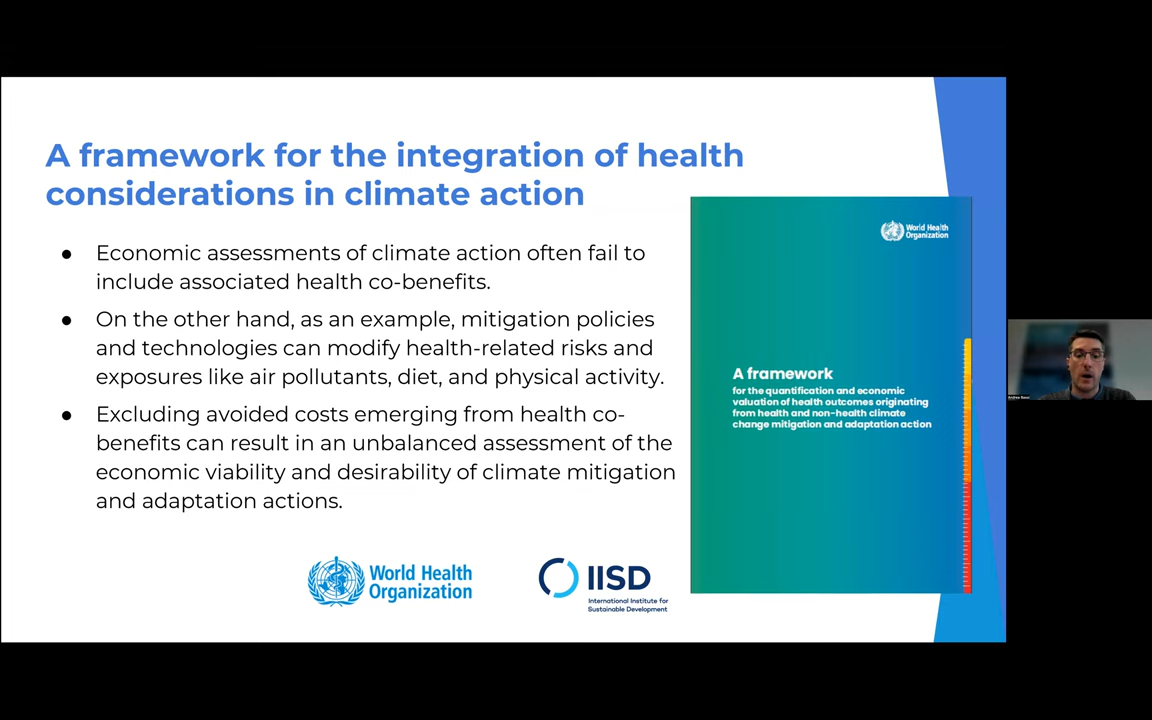 A framework for the integration of health
considerations in climate action
● Economic assessments of climate action often fail to
include associated health co-benefits.
● On the other hand, as an example, mitigation policies
and technologies can modify health-related risks and
exposures like air pollutants, diet, and physical activity.
● Excluding avoided costs emerging from health co-
benefits can result in an unbalanced assessment of the
economic viability and desirability of climate mitigation
and adaptation actions.
World Health
Organization
IISD
International Institute for
Sustainable Development
World Health
Organization
A framework
for the quantification and economic
valuation of health outcomes originating
from health and non-health climate
change mitigation and adaptation action